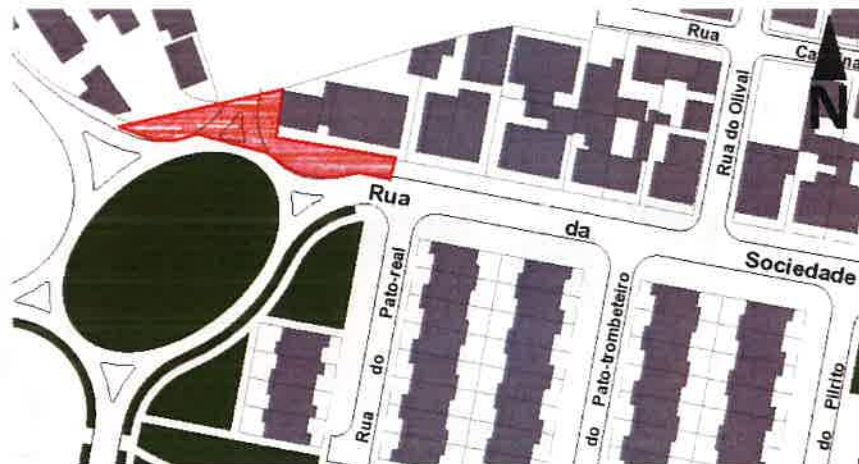 Rua
N
Rua do Olival
Rua da Sociedade
Rua do Pato-real
do Pato-trombeteiro
do Pilrito